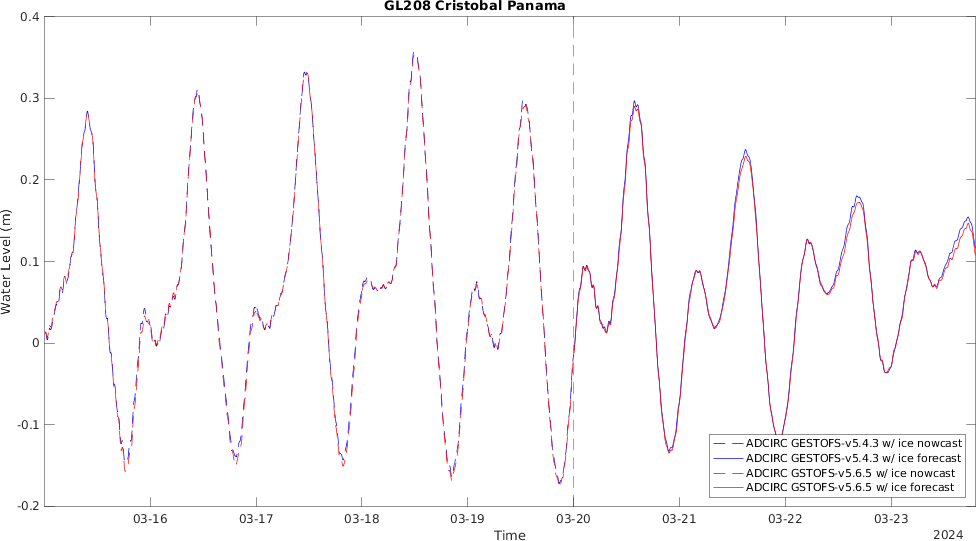 GL208 Cristobal Panama
0.4
0.3
0.2
0.1
0
-0.1
-0.2
Water Level (m)
ADCIRC GESTOFS-v5.4.3 w/ ice nowcast
ADCIRC GESTOFS-v5.4.3 w/ ice forecast
ADCIRC GSTOFS-v5.6.5 w/ ice nowcast
ADCIRC GSTOFS-v5.6.5 w/ ice forecast
03-16 03-17 03-18 03-19 03-20 03-21 03-22 03-23
Time
2024